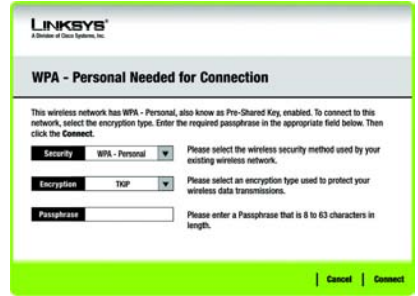 LINKSYS®
A Division of Cisco Systems, Inc.
WPA - Personal Needed for Connection
This wireless network has WPA - Personal, also know as Pre-Shared Key, enabled. To connect to this
network, select the encryption type. Enter the required passphrase in the appropriate field below. Then
click the Connect.
Security WPA - Personal Please select the wireless security method used by your
existing wireless network.
Encryption TKIP Please select an encryption type used to protect your
wireless data transmissions.
Passphrase Please enter a Passphrase that is 8 to 63 characters in
length.
Cancel Connect